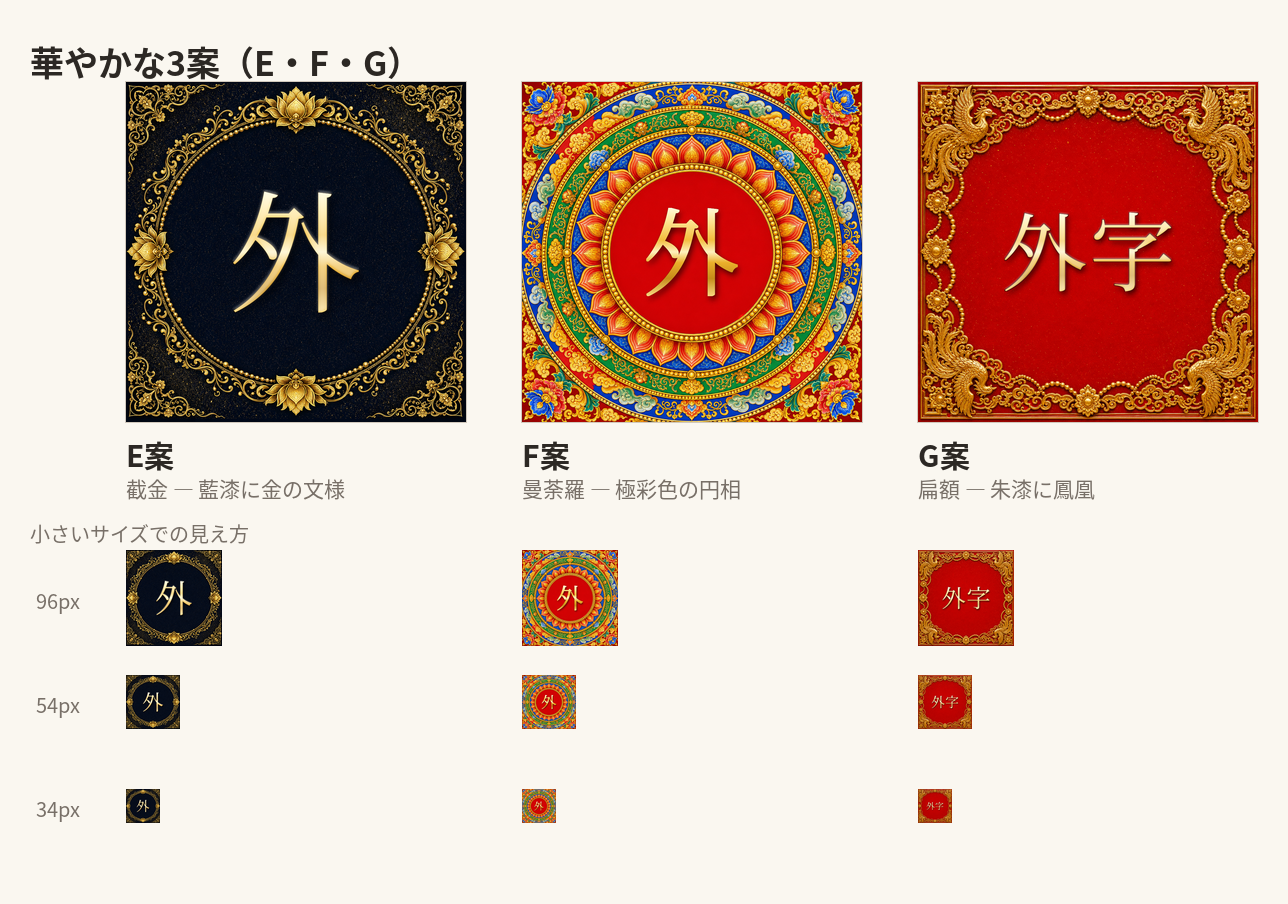 華やかな3案（E・F・G）
外
外
外字
E案
截金 — 藍漆に金の文様
F案
曼荼羅 — 極彩色の円相
G案
扁額 — 朱漆に鳳凰
小さいサイズでの見え方
96px
外
外
外字
54px
外
外
外字
34px
外
外
外字